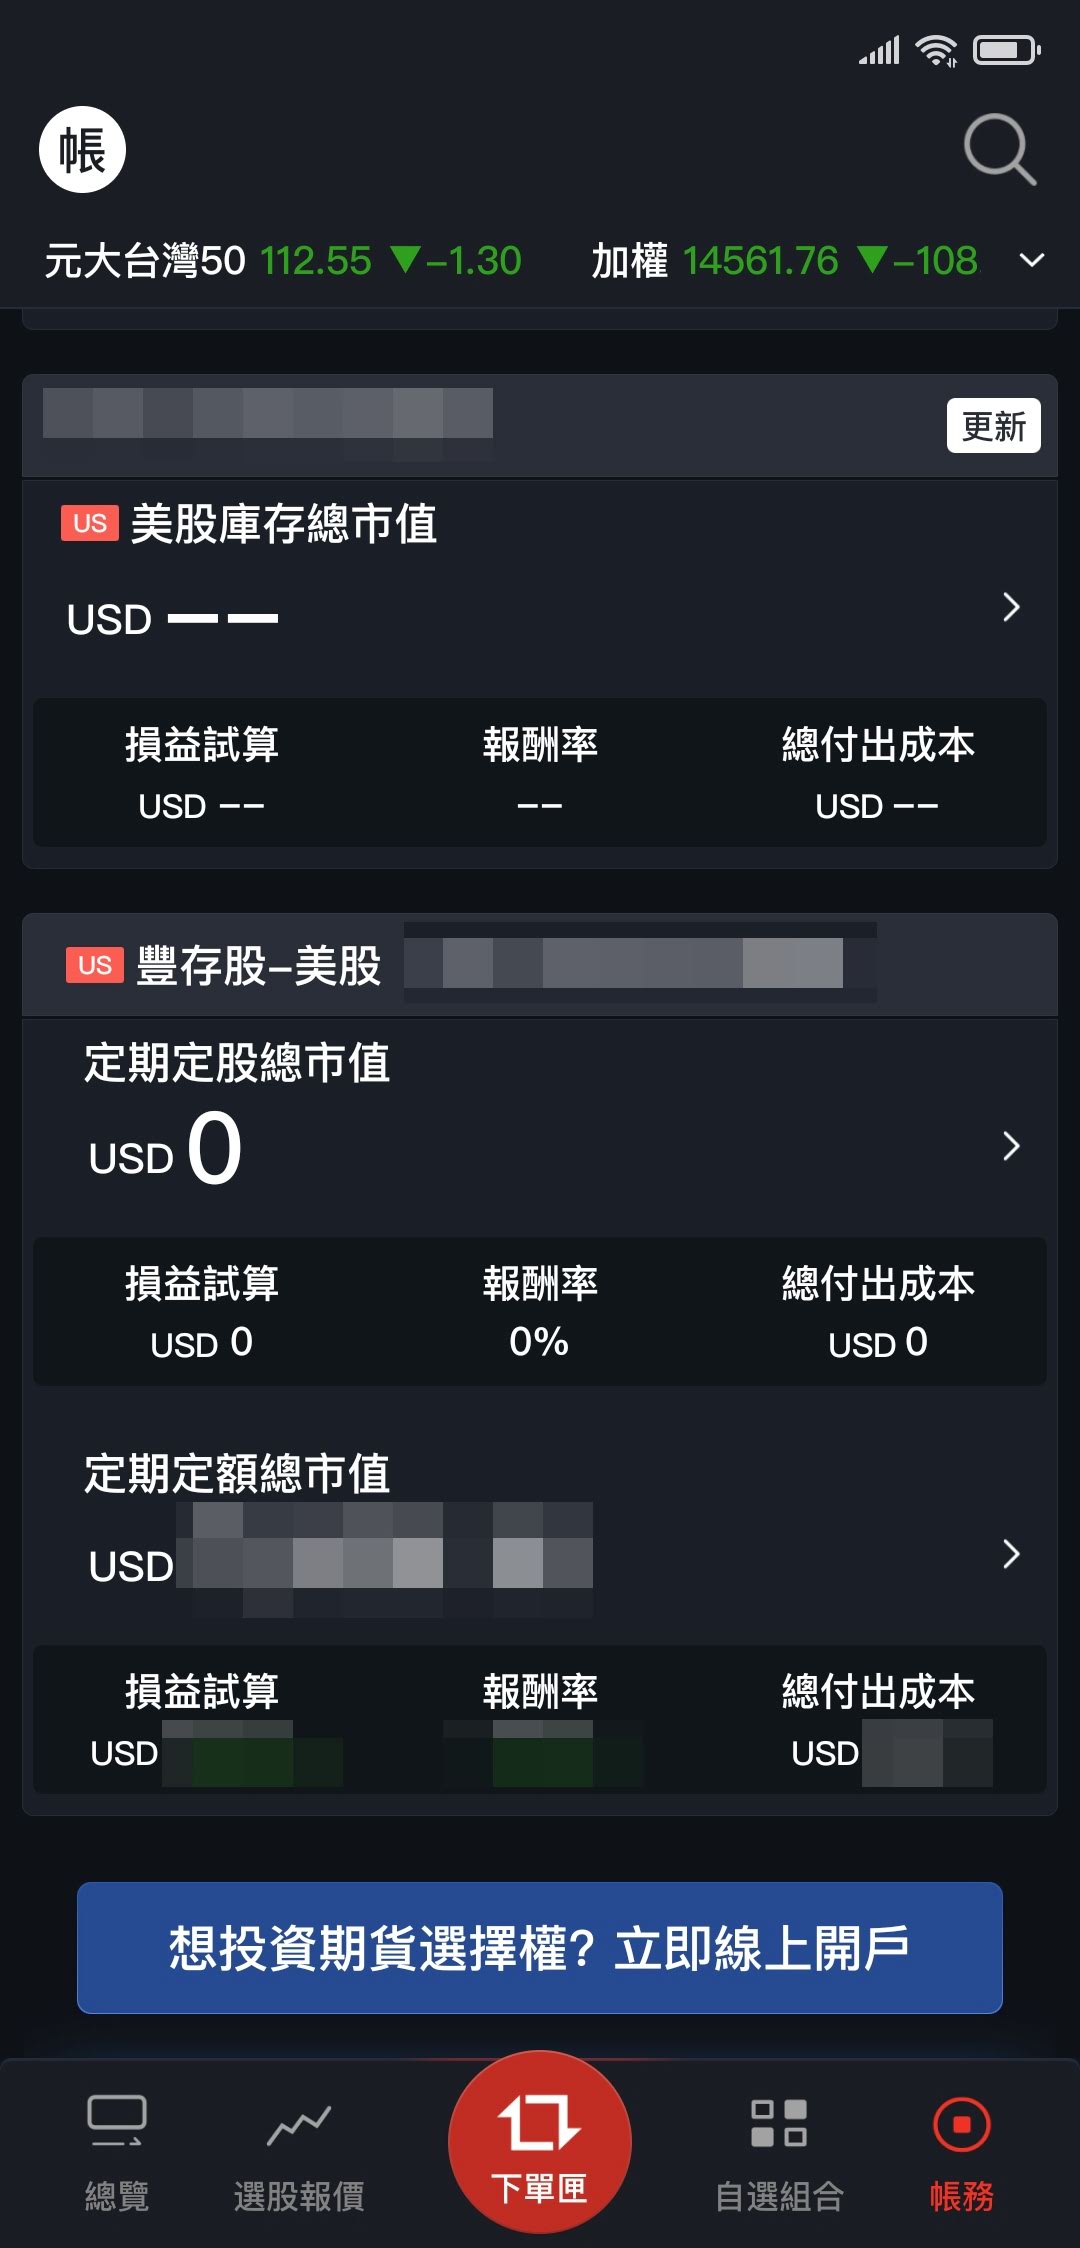 帳
元大台灣50 112.55 ▼-1.30 加權 14561.76 ▼-108
更新
US 美股庫存總市值
USD ——
損益試算 報酬率 總付出成本
USD -- -- USD --
US 豐存股-美股
定期定股總市值
USD 0
損益試算 報酬率 總付出成本
USD 0 0% USD 0
定期定額總市值
USD
損益試算 報酬率 總付出成本
USD USD
想投資期貨選擇權? 立即線上開戶
總覽 選股報價 下單匣 自選組合 帳務